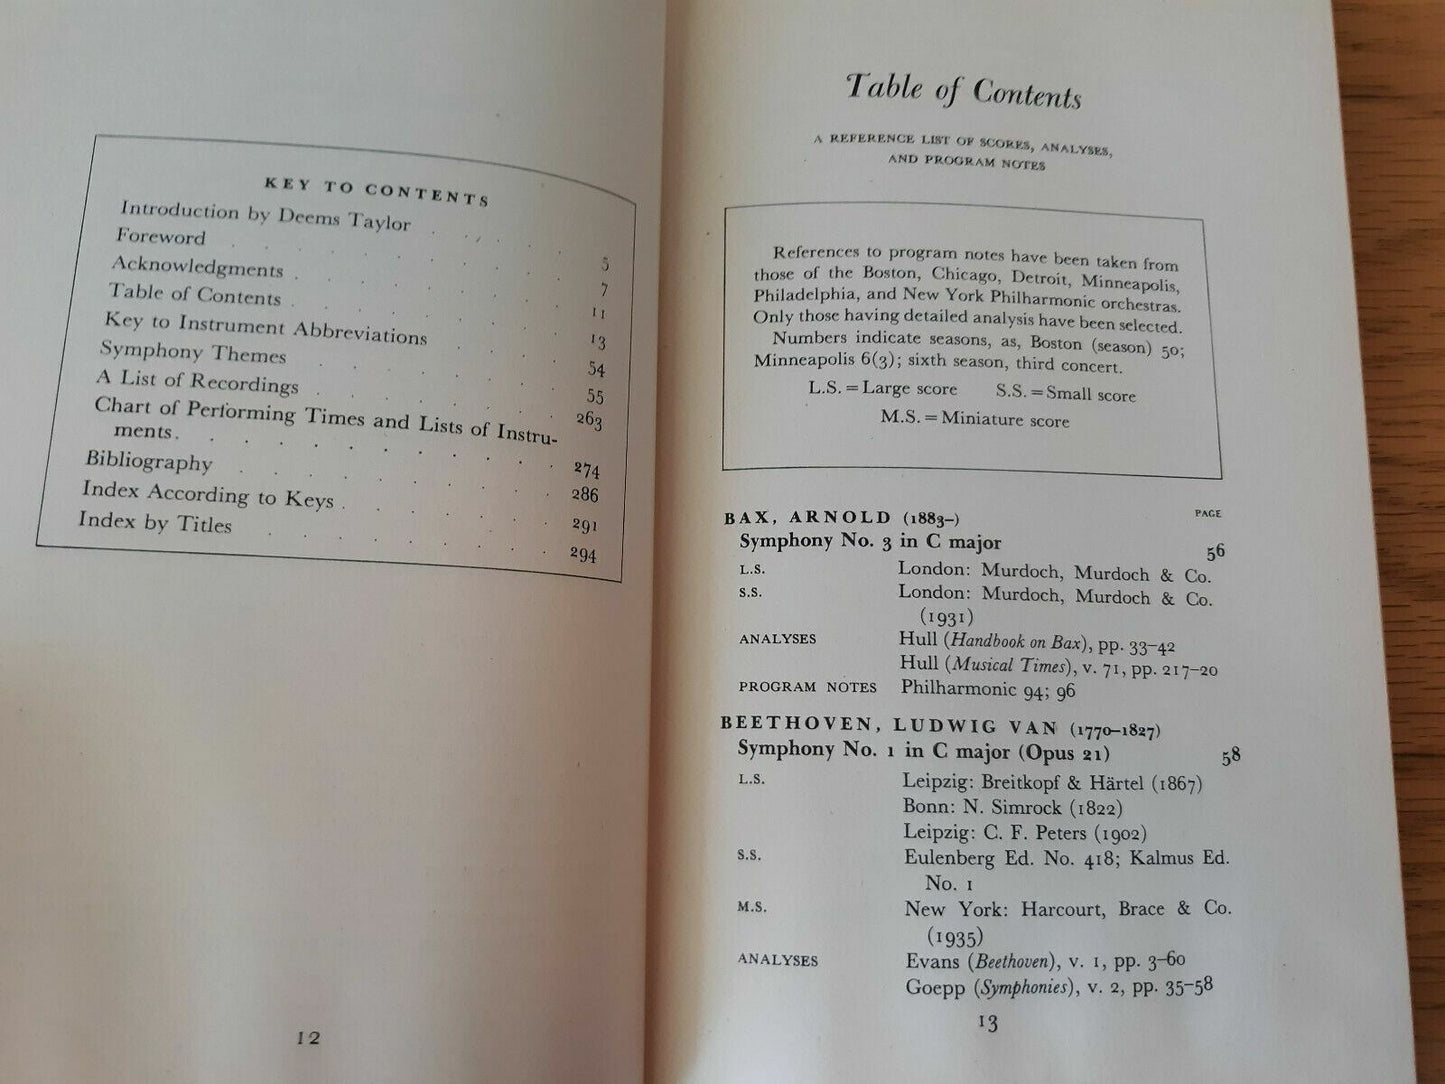 KEY TO CONTENTS
Introduction by Deems Taylor . . . . 5
Foreword . . . . . . . . 7
Acknowledgments . . . . . . . 11
Table of Contents . . . . . . . 13
Key to Instrument Abbreviations . . . . 54
Symphony Themes . . . . . . . 55
A List of Recordings . . . . . . . 263
Chart of Performing Times and Lists of Instru-
ments . . . . . . . . . 274
Bibliography . . . . . . . . 286
Index According to Keys . . . . . . 291
Index by Titles . . . . . . . . 294
12
Table of Contents
A REFERENCE LIST OF SCORES, ANALYSES,
AND PROGRAM NOTES
References to program notes have been taken from
those of the Boston, Chicago, Detroit, Minneapolis,
Philadelphia, and New York Philharmonic orchestras.
Only those having detailed analysis have been selected.
Numbers indicate seasons, as, Boston (season) 50;
Minneapolis 6(3); sixth season, third concert.
L.S. = Large score S.S. = Small score
M.S. = Miniature score
PAGE
BAX, ARNOLD (1883–)
Symphony No. 3 in C major 56
L.S. London: Murdoch, Murdoch & Co.
S.S. London: Murdoch, Murdoch & Co.
(1931)
ANALYSES Hull (Handbook on Bax), pp. 33–42
Hull (Musical Times), v. 71, pp. 217–20
PROGRAM NOTES Philharmonic 94; 96
BEETHOVEN, LUDWIG VAN (1770–1827)
Symphony No. 1 in C major (Opus 21) 58
L.S. Leipzig: Breitkopf & Härtel (1867)
Bonn: N. Simrock (1822)
Leipzig: C. F. Peters (1902)
S.S. Eulenberg Ed. No. 418; Kalmus Ed.
No. 1
M.S. New York: Harcourt, Brace & Co.
(1935)
ANALYSES Evans (Beethoven), v. 1, pp. 3–60
Goepp (Symphonies), v. 2, pp. 35–58
13